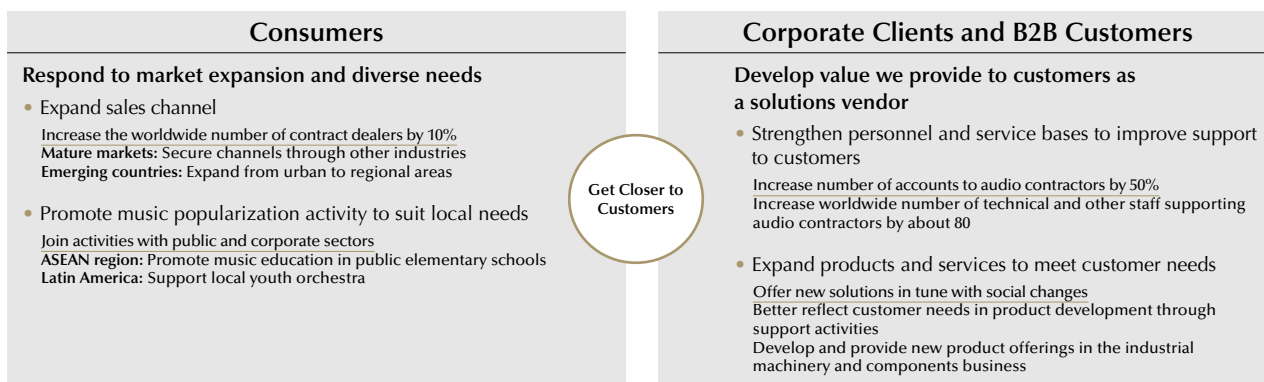 Consumers
Respond to market expansion and diverse needs
• Expand sales channel
Increase the worldwide number of contract dealers by 10%
Mature markets: Secure channels through other industries
Emerging countries: Expand from urban to regional areas
• Promote music popularization activity to suit local needs
Join activities with public and corporate sectors
ASEAN region: Promote music education in public elementary schools
Latin America: Support local youth orchestra
Get Closer to
Customers
Corporate Clients and B2B Customers
Develop value we provide to customers as
a solutions vendor
• Strengthen personnel and service bases to improve support
to customers
Increase number of accounts to audio contractors by 50%
Increase worldwide number of technical and other staff supporting
audio contractors by about 80
• Expand products and services to meet customer needs
Offer new solutions in tune with social changes
Better reflect customer needs in product development through
support activities
Develop and provide new product offerings in the industrial
machinery and components business